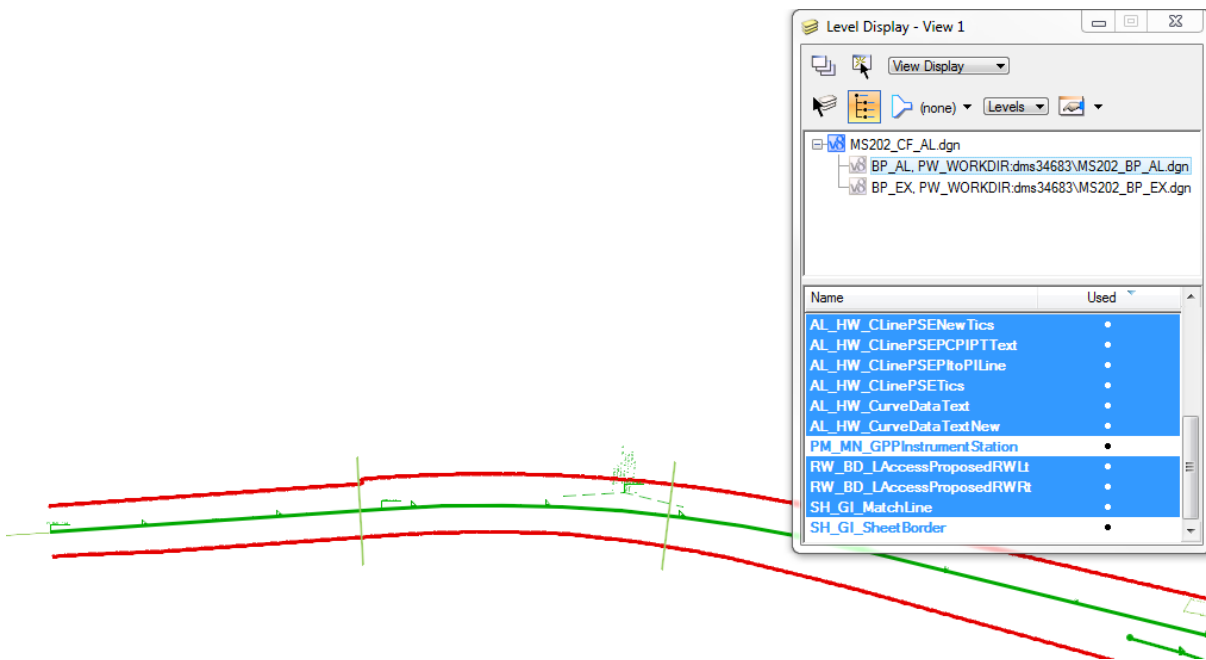 Level Display - View 1
View Display
(none) Levels
MS202_CF_AL.dgn
BP_AL, PW_WORKDIR:dms34683\MS202_BP_AL.dgn
BP_EX, PW_WORKDIR:dms34683\MS202_BP_EX.dgn
Name Used
AL_HW_CLinePSENewTics
AL_HW_CLinePSEPCPIPTText
AL_HW_CLinePSEPItoPILine
AL_HW_CLinePSETics
AL_HW_CurveDataText
AL_HW_CurveDataTextNew
PM_MN_GPPInstrumentStation
RW_BD_LAccessProposedRWLt
RW_BD_LAccessProposedRWRt
SH_GI_MatchLine
SH_GI_SheetBorder